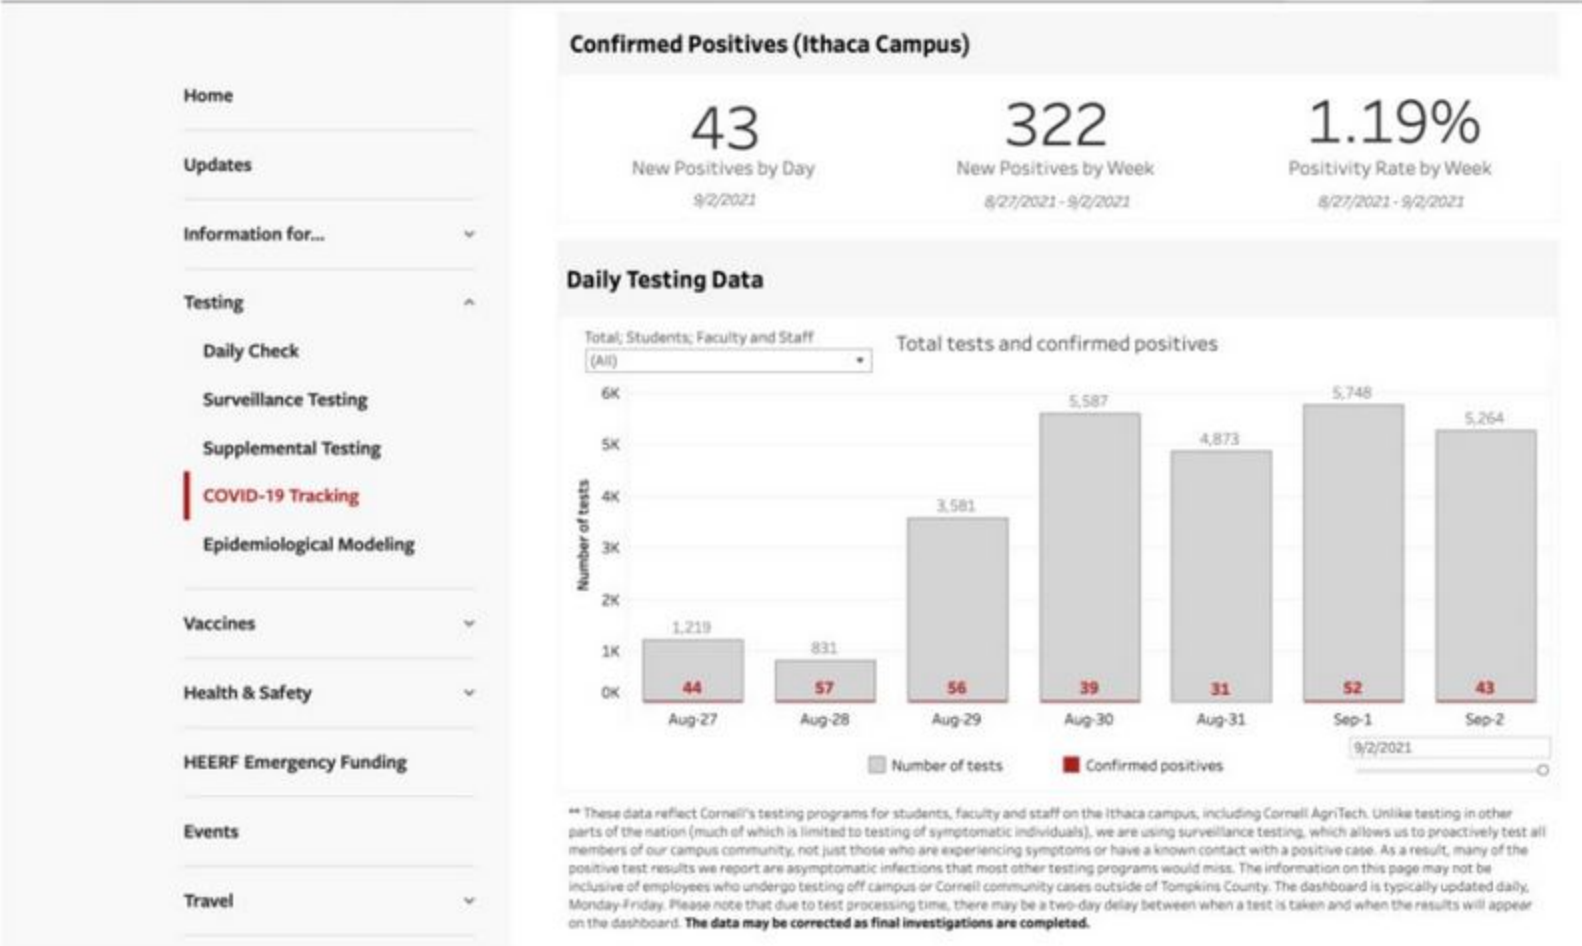 Home
Updates
Information for...
Testing
Daily Check
Surveillance Testing
Supplemental Testing
COVID-19 Tracking
Epidemiological Modeling
Vaccines
Health & Safety
HEERF Emergency Funding
Events
Travel
Confirmed Positives (Ithaca Campus)
43 322 1.19%
New Positives by Day New Positives by Week Positivity Rate by Week
9/2/2021 8/27/2021 - 9/2/2021 8/27/2021 - 9/2/2021
Daily Testing Data
Total; Students; Faculty and Staff
(All)
Total tests and confirmed positives
Number of tests
6K
5K
4K
3K
2K
1K
0K
1,219 831 3,581 5,587 4,873 5,748 5,264
44 57 56 39 31 52 43
Aug-27 Aug-28 Aug-29 Aug-30 Aug-31 Sep-1 Sep-2
9/2/2021
Number of tests Confirmed positives
** These data reflect Cornell's testing programs for students, faculty and staff on the Ithaca campus, including Cornell AgriTech. Unlike testing in other
parts of the nation (much of which is limited to testing of symptomatic individuals), we are using surveillance testing, which allows us to proactively test all
members of our campus community, not just those who are experiencing symptoms or have a known contact with a positive case. As a result, many of the
positive test results we report are asymptomatic infections that most other testing programs would miss. The information on this page may not be
inclusive of employees who undergo testing off campus or Cornell community cases outside of Tompkins County. The dashboard is typically updated daily,
Monday-Friday. Please note that due to test processing time, there may be a two-day delay between when a test is taken and when the results will appear
on the dashboard. The data may be corrected as final investigations are completed.